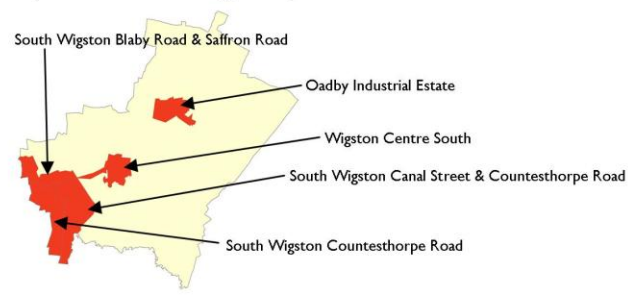 South Wigston Blaby Road & Saffron Road
Oadby Industrial Estate
Wigston Centre South
South Wigston Canal Street & Countesthorpe Road
South Wigston Countesthorpe Road